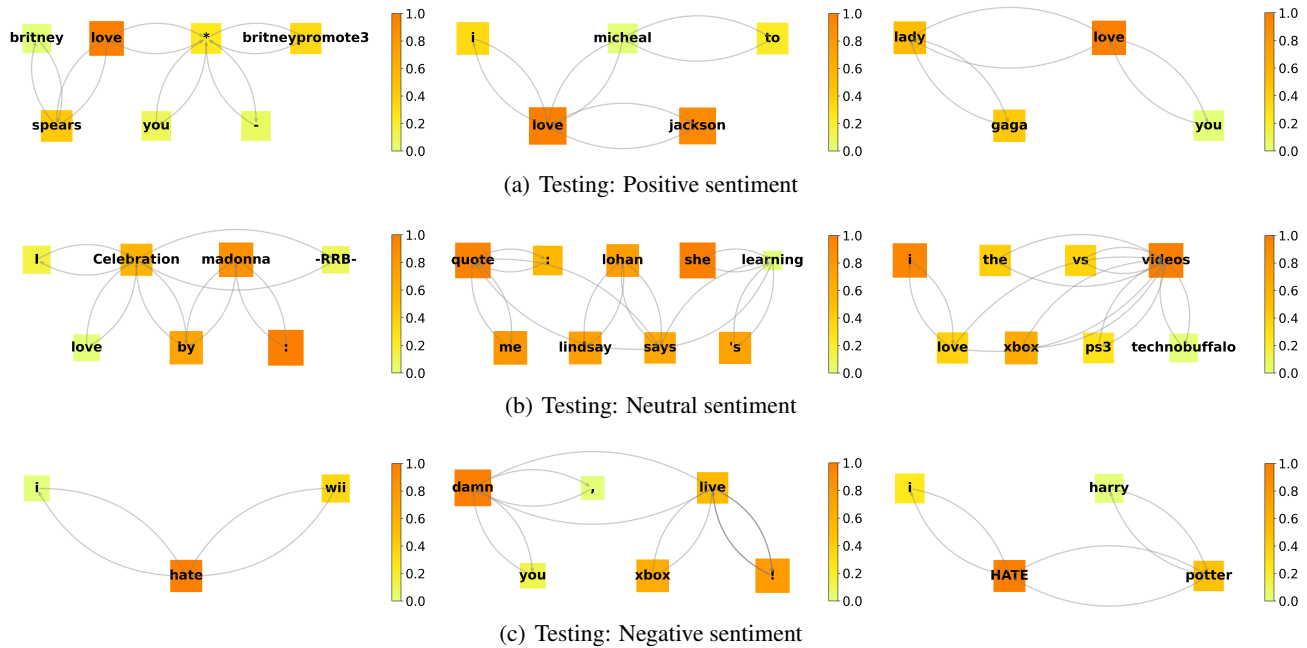 britney love * britneypromote3
spears you -
1.0
0.8
0.6
0.4
0.2
0.0
i micheal to
love jackson
1.0
0.8
0.6
0.4
0.2
0.0
lady love
gaga you
1.0
0.8
0.6
0.4
0.2
0.0
(a) Testing: Positive sentiment
I Celebration madonna -RRB-
love by :
1.0
0.8
0.6
0.4
0.2
0.0
quote : lohan she learning
me lindsay says 's
1.0
0.8
0.6
0.4
0.2
0.0
i the vs videos
love xbox ps3 technobuffalo
1.0
0.8
0.6
0.4
0.2
0.0
(b) Testing: Neutral sentiment
i wii
hate
1.0
0.8
0.6
0.4
0.2
0.0
damn , live
you xbox !
1.0
0.8
0.6
0.4
0.2
0.0
i harry
HATE potter
1.0
0.8
0.6
0.4
0.2
0.0
(c) Testing: Negative sentiment